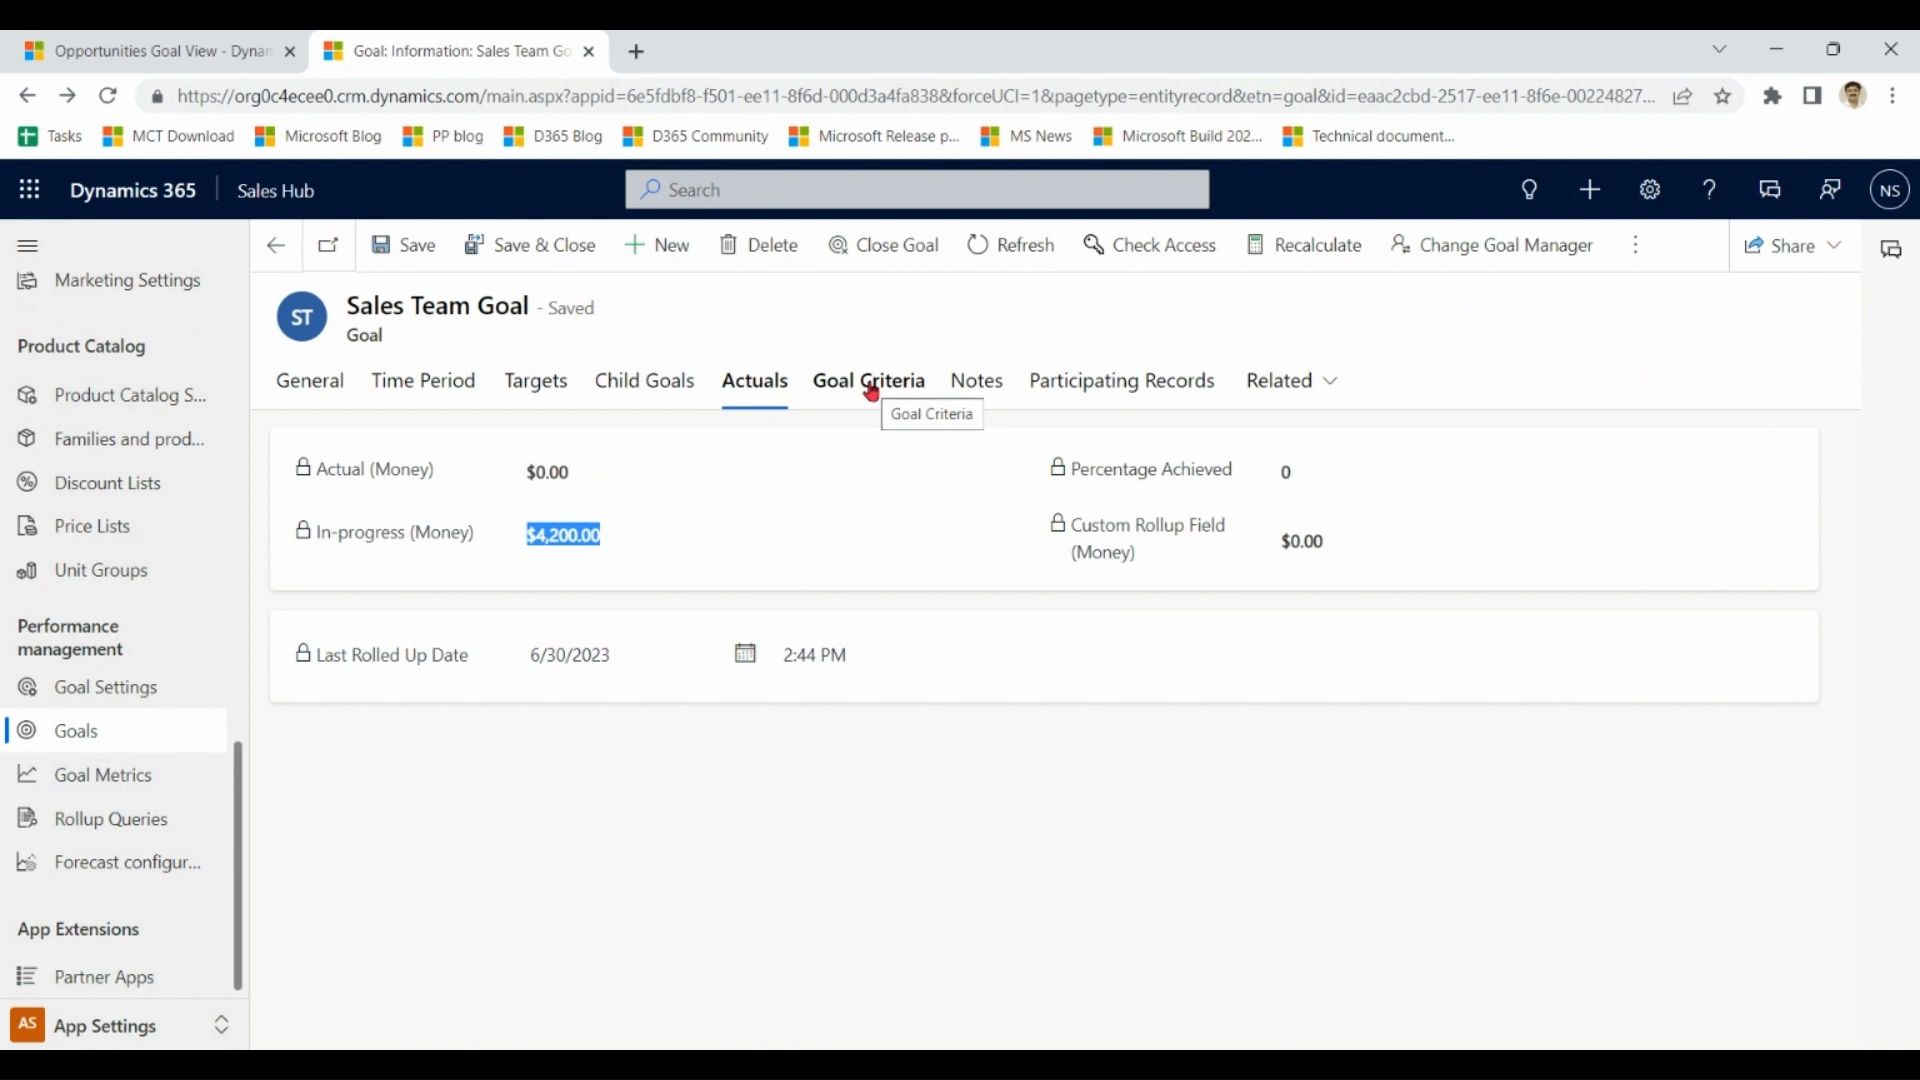 Opportunities Goal View - Dynan
Goal: Information: Sales Team Go
https://org0c4ecee0.crm.dynamics.com/main.aspx?appid=6e5fdbf8-f501-ee11-8f6d-000d3a4fa838&forceUCI=1&pagetype=entityrecord&etn=goal&id=eaac2cbd-2517-ee11-8f6e-00224827...
Tasks
MCT Download
Microsoft Blog
PP blog
D365 Blog
D365 Community
Microsoft Release p...
MS News
Microsoft Build 202...
Technical document...
Dynamics 365
Sales Hub
Search
NS
Marketing Settings
Product Catalog
Product Catalog S...
Families and prod...
Discount Lists
Price Lists
Unit Groups
Performance
management
Goal Settings
Goals
Goal Metrics
Rollup Queries
Forecast configur...
App Extensions
Partner Apps
AS
App Settings
Save
Save & Close
New
Delete
Close Goal
Refresh
Check Access
Recalculate
Change Goal Manager
Share
ST
Sales Team Goal - Saved
Goal
General
Time Period
Targets
Child Goals
Actuals
Goal Criteria
Notes
Participating Records
Related
Goal Criteria
Actual (Money)
$0.00
Percentage Achieved
0
In-progress (Money)
$4,200.00
Custom Rollup Field
(Money)
$0.00
Last Rolled Up Date
6/30/2023
2:44 PM